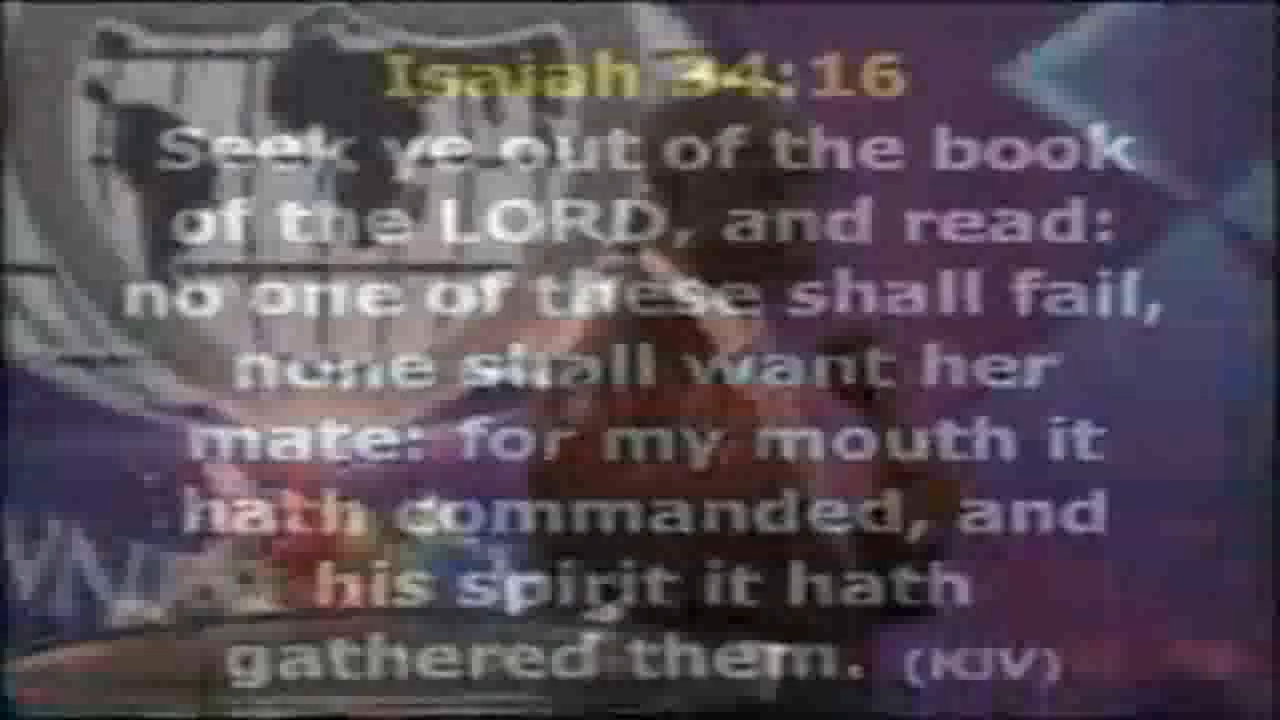 Isaiah 34:16
Seek ye out of the book
of the LORD, and read:
no one of these shall fail,
none shall want her
mate: for my mouth it
hath commanded, and
his spirit it hath
gathered them. (KJV)